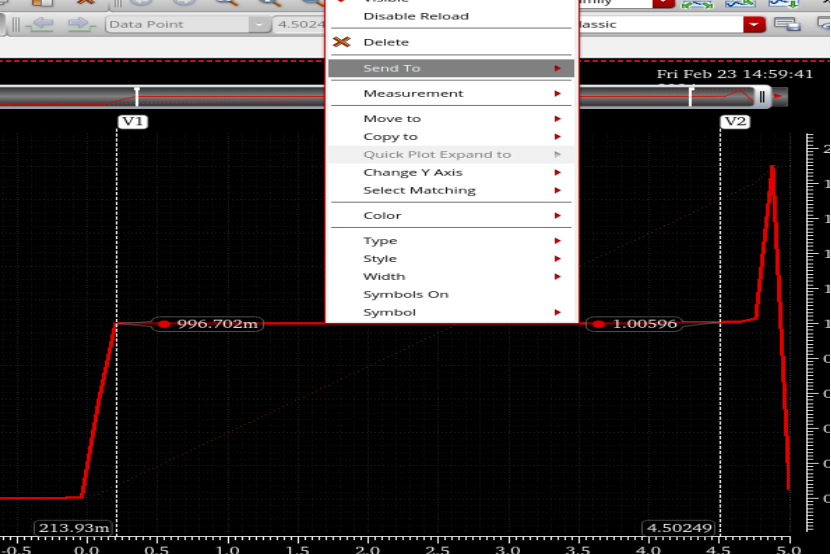 Disable Reload
Data Point
4.5024
lassic
Delete
Send To
Fri Feb 23 14:59:41
Measurement
V1
V2
Move to
Copy to
Quick Plot Expand to
Change Y Axis
Select Matching
Color
Type
Style
Width
Symbols On
Symbol
996.702m
1.00596
213.93m
4.50249
-0.5 0.0 0.5 1.0 1.5 2.0 2.5 3.0 3.5 4.0 4.5 5.0